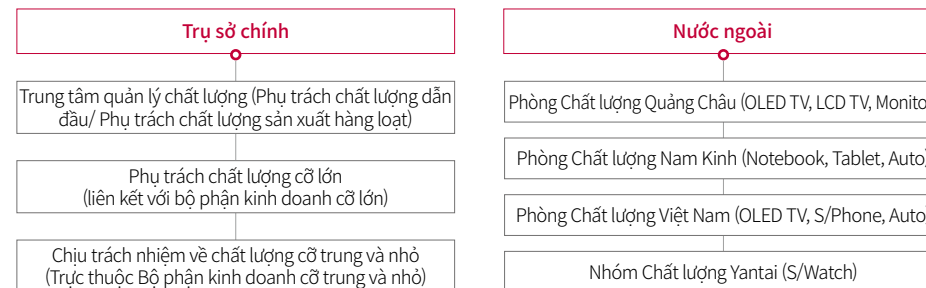 Trụ sở chính
Trung tâm quản lý chất lượng (Phụ trách chất lượng dẫn
đầu/ Phụ trách chất lượng sản xuất hàng loạt)
Phụ trách chất lượng cỡ lớn
(liên kết với bộ phận kinh doanh cỡ lớn)
Chịu trách nhiệm về chất lượng cỡ trung và nhỏ
(Trực thuộc Bộ phận kinh doanh cỡ trung và nhỏ)
Nước ngoài
Phòng Chất lượng Quảng Châu (OLED TV, LCD TV, Monito
Phòng Chất lượng Nam Kinh (Notebook, Tablet, Auto)
Phòng Chất lượng Việt Nam (OLED TV, S/Phone, Auto)
Nhóm Chất lượng Yantai (S/Watch)